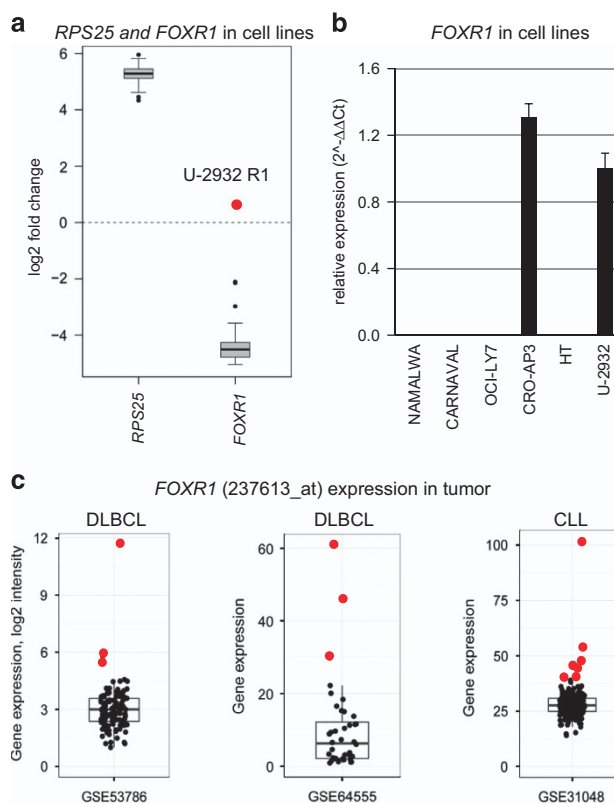 a
RPS25 and FOXR1 in cell lines
log2 fold change
6
4
2
0
−2
−4
U-2932 R1
RPS25
FOXR1
b
FOXR1 in cell lines
relative expression (2^-ΔΔCt)
1.6
1.2
0.8
0.4
0.0
NAMALWA
CARNAVAL
OCI-LY7
CRO-AP3
HT
U-2932
c
FOXR1 (237613_at) expression in tumor
DLBCL
Gene expression, log2 intensity
12
9
6
3
0
GSE53786
DLBCL
Gene expression
60
40
20
0
GSE64555
CLL
Gene expression
100
75
50
25
0
GSE31048